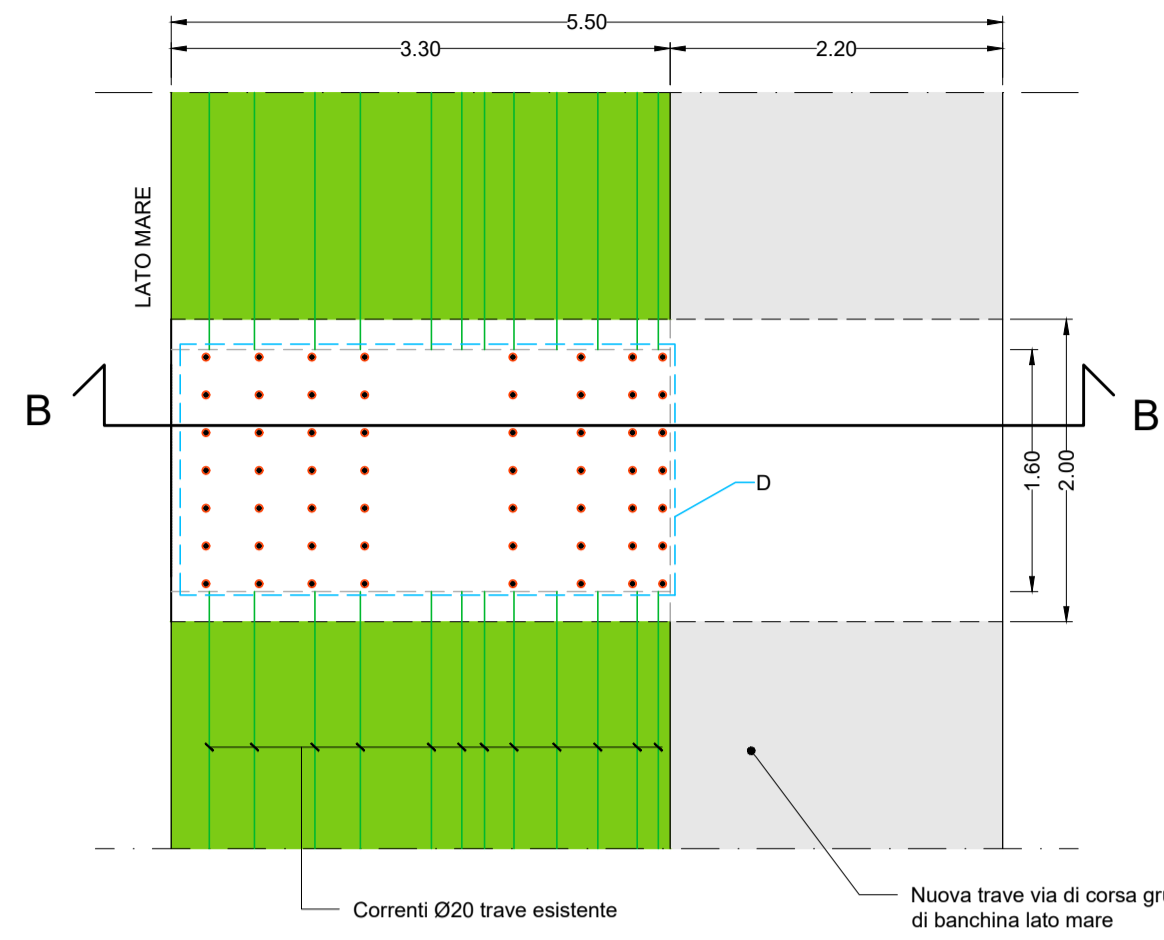 5.50
3.30
2.20
LATO MARE
B
B
1.60
2.00
D
Correnti Ø20 trave esistente
Nuova trave via di corsa
di banchina lato mare